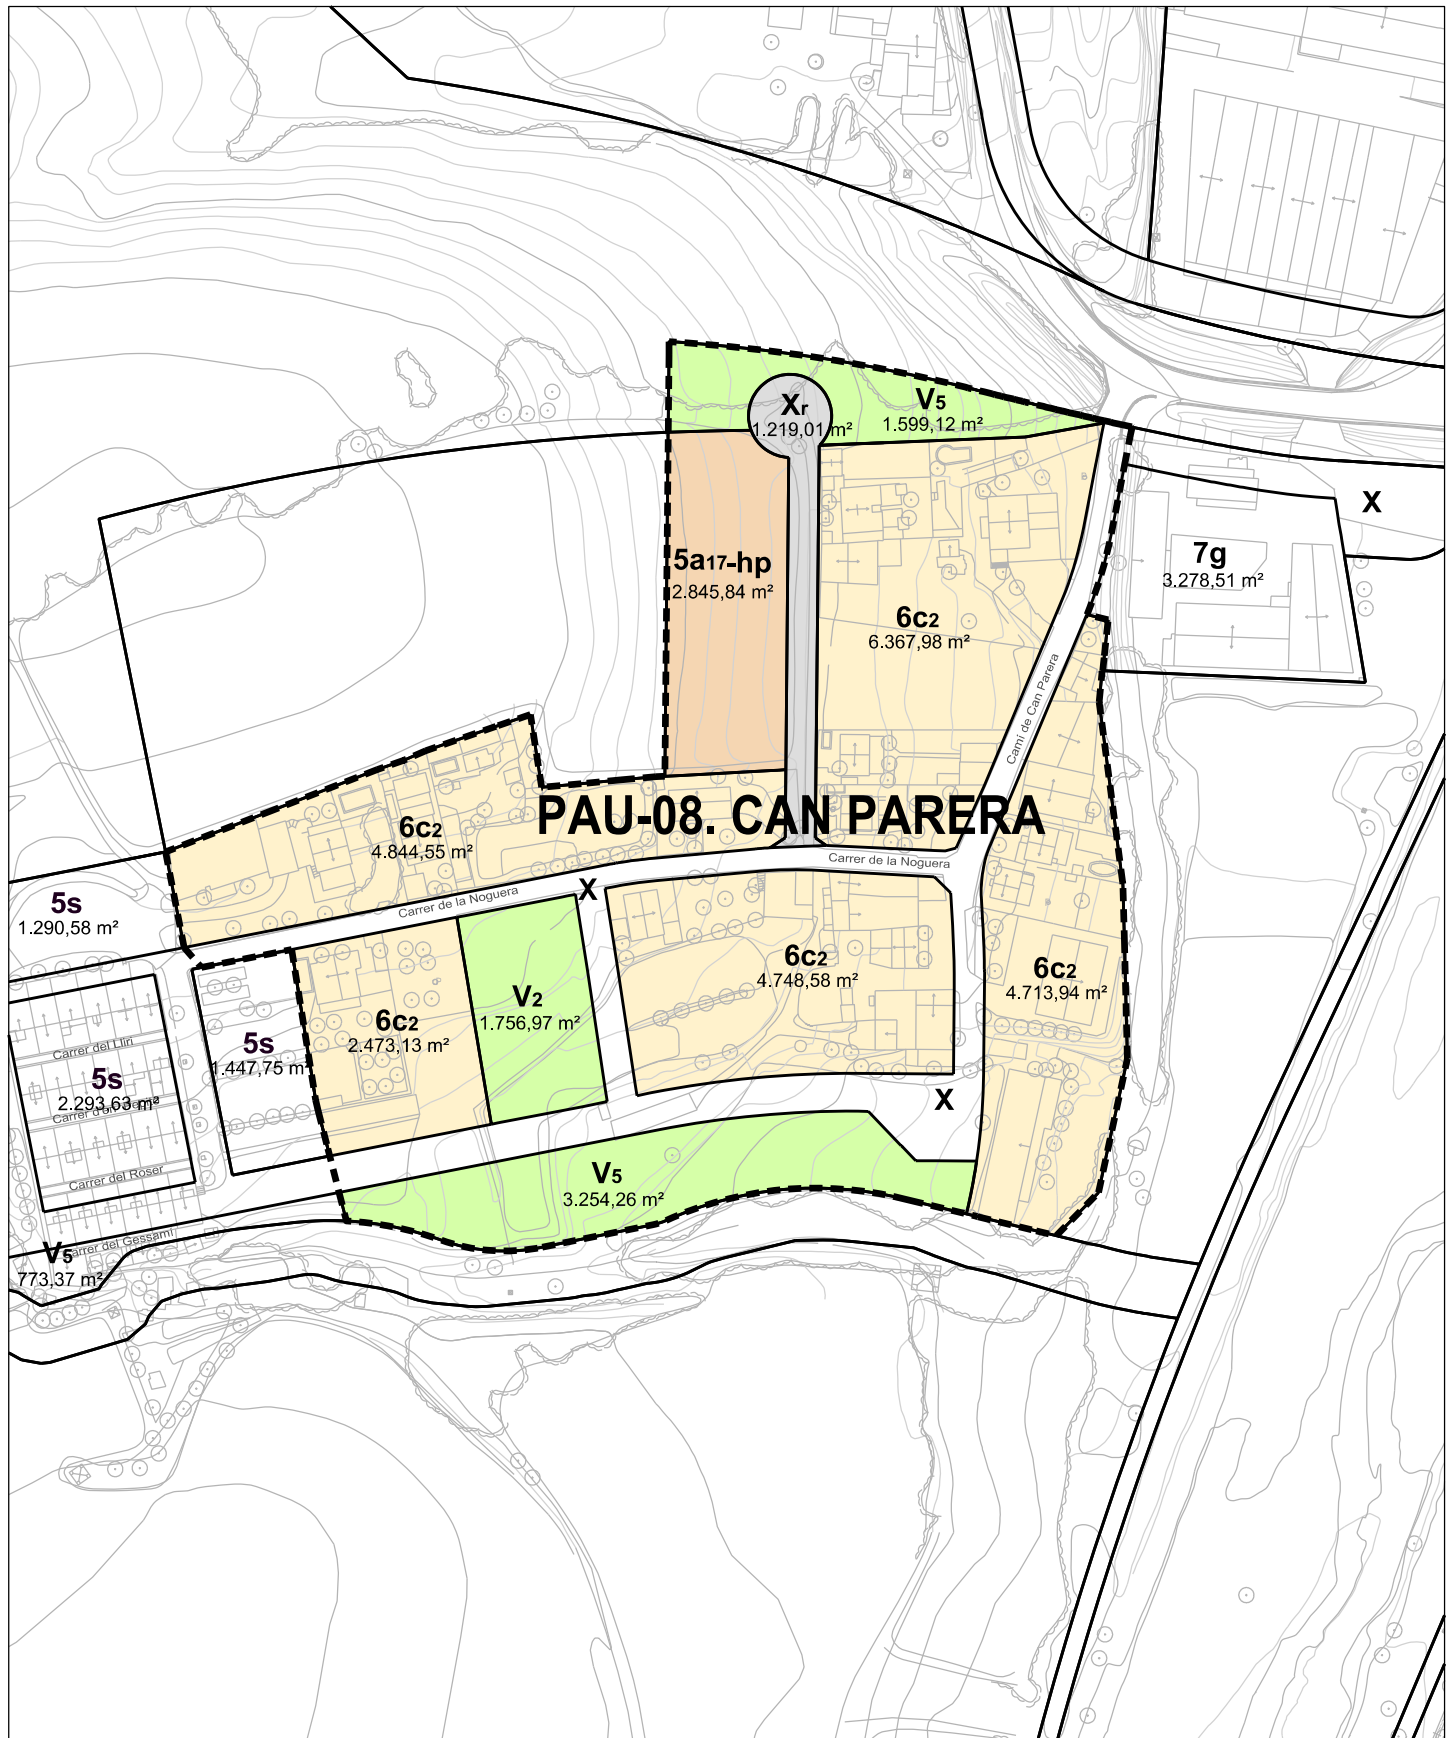 Xr
1.219,01 m²
V5
1.599,12 m²
X
7g
3.278,51 m²
5a17-hp
2.845,84 m²
6c2
6.367,98 m²
Camí de Can Parera
PAU-08. CAN PARERA
6c2
4.844,55 m²
Carrer de la Noguera
Carrer de la Noguera
X
5s
1.290,58 m²
6c2
4.748,58 m²
6c2
4.713,94 m²
V2
1.756,97 m²
6c2
2.473,13 m²
5s
1.447,75 m²
Carrer del Lliri
5s
2.293,63 m²
X
Carrer del Roser
V5
3.254,26 m²
Carrer del Gessamí
V5
773,37 m²